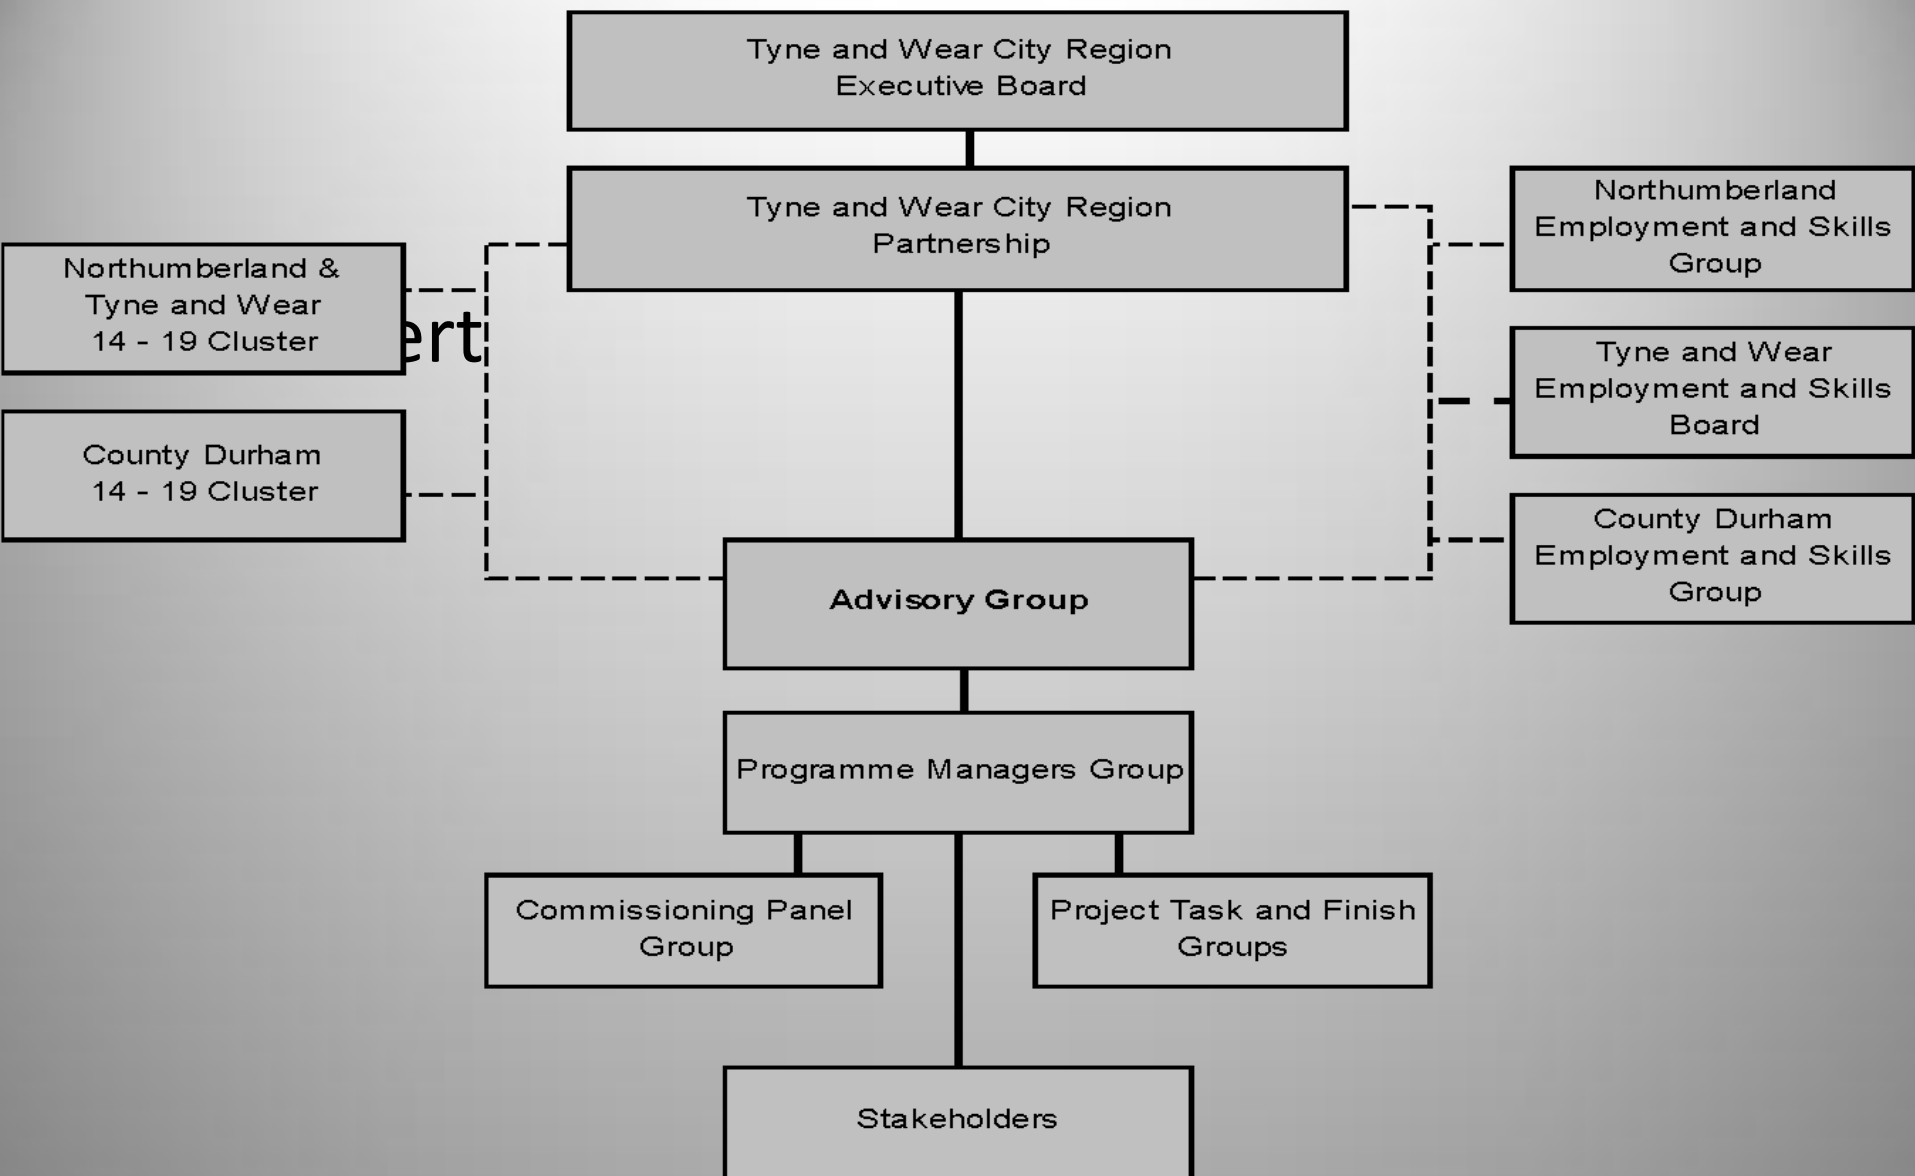 Tyne and Wear City Region
Executive Board
Tyne and Wear City Region
Partnership
Northumberland
Employment and Skills
Group
Northumberland &
Tyne and Wear
14 - 19 Cluster
ert
Tyne and Wear
Employment and Skills
Board
County Durham
14 - 19 Cluster
County Durham
Employment and Skills
Group
Advisory Group
Programme Managers Group
Commissioning Panel
Group
Project Task and Finish
Groups
Stakeholders